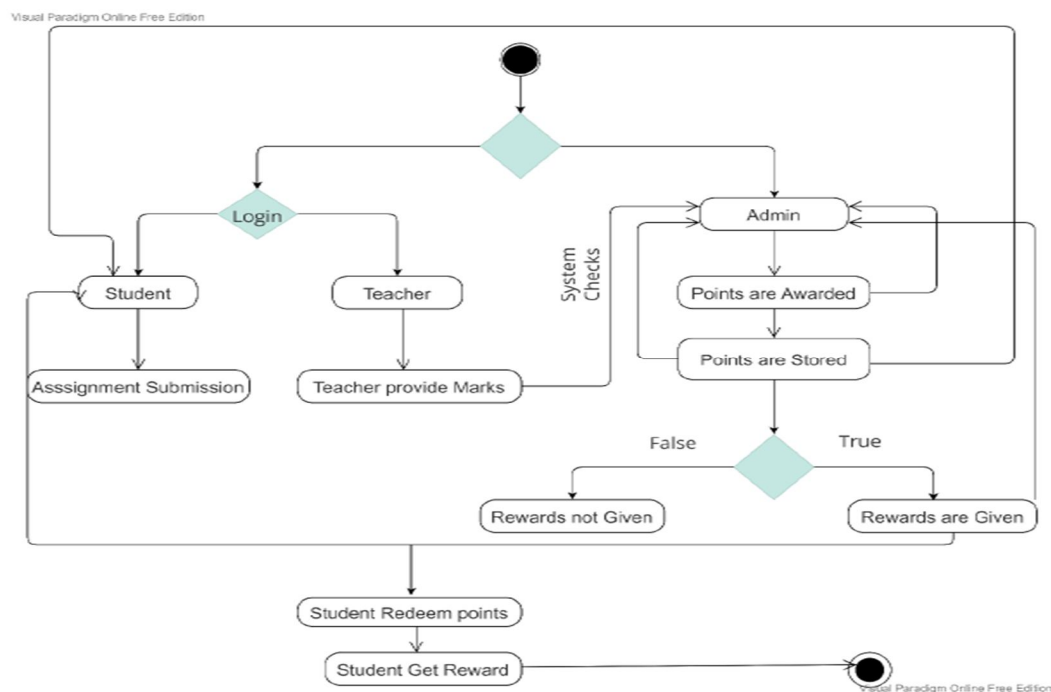 Visual Paradigm Online Free Edition
Login
Admin
System
Checks
Student
Teacher
Points are Awarded
Points are Stored
Asssignment Submission
Teacher provide Marks
False
True
Rewards not Given
Rewards are Given
Student Redeem points
Student Get Reward
Visual Paradigm Online Free Edition